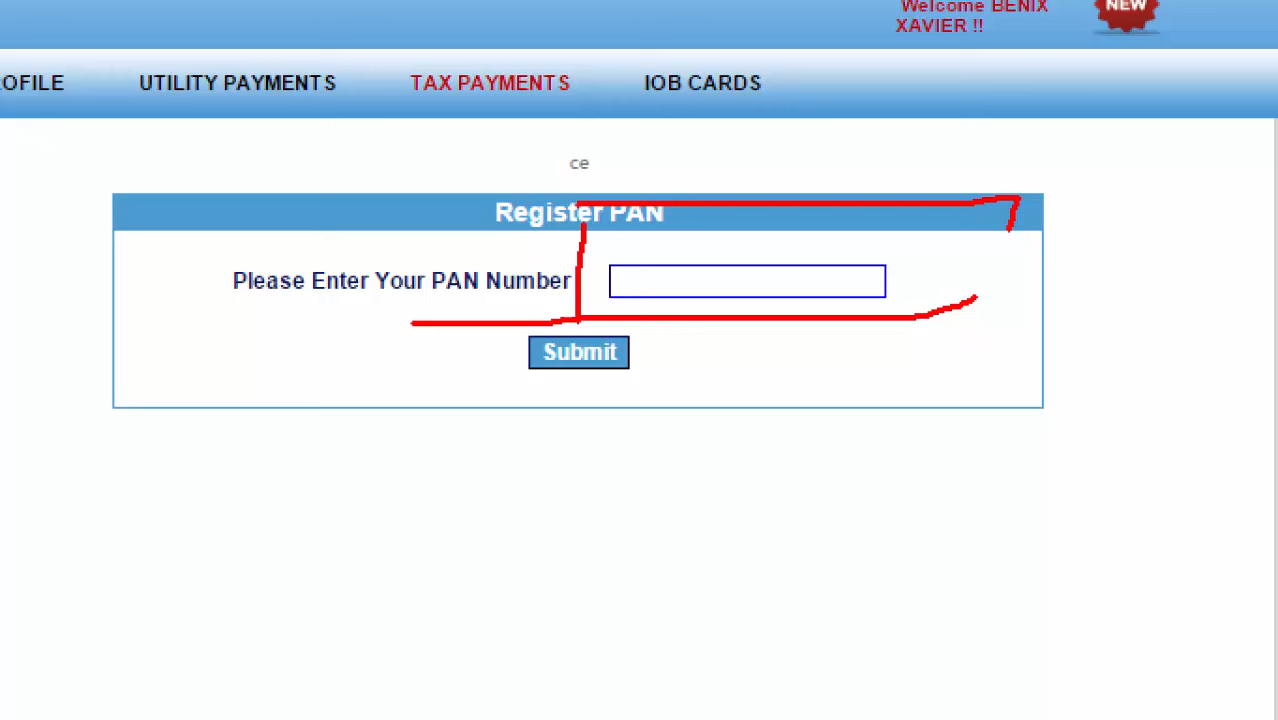 Welcome BENIX
XAVIER !!
NEW
OFILE UTILITY PAYMENTS TAX PAYMENTS IOB CARDS
ce
Register PAN
Please Enter Your PAN Number
Submit